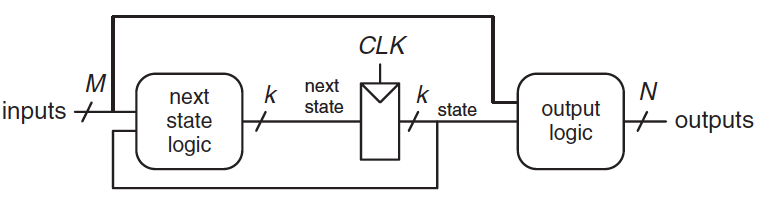 CLK
M
inputs
next
state
logic
k
next
state
k
state
output
logic
N
outputs